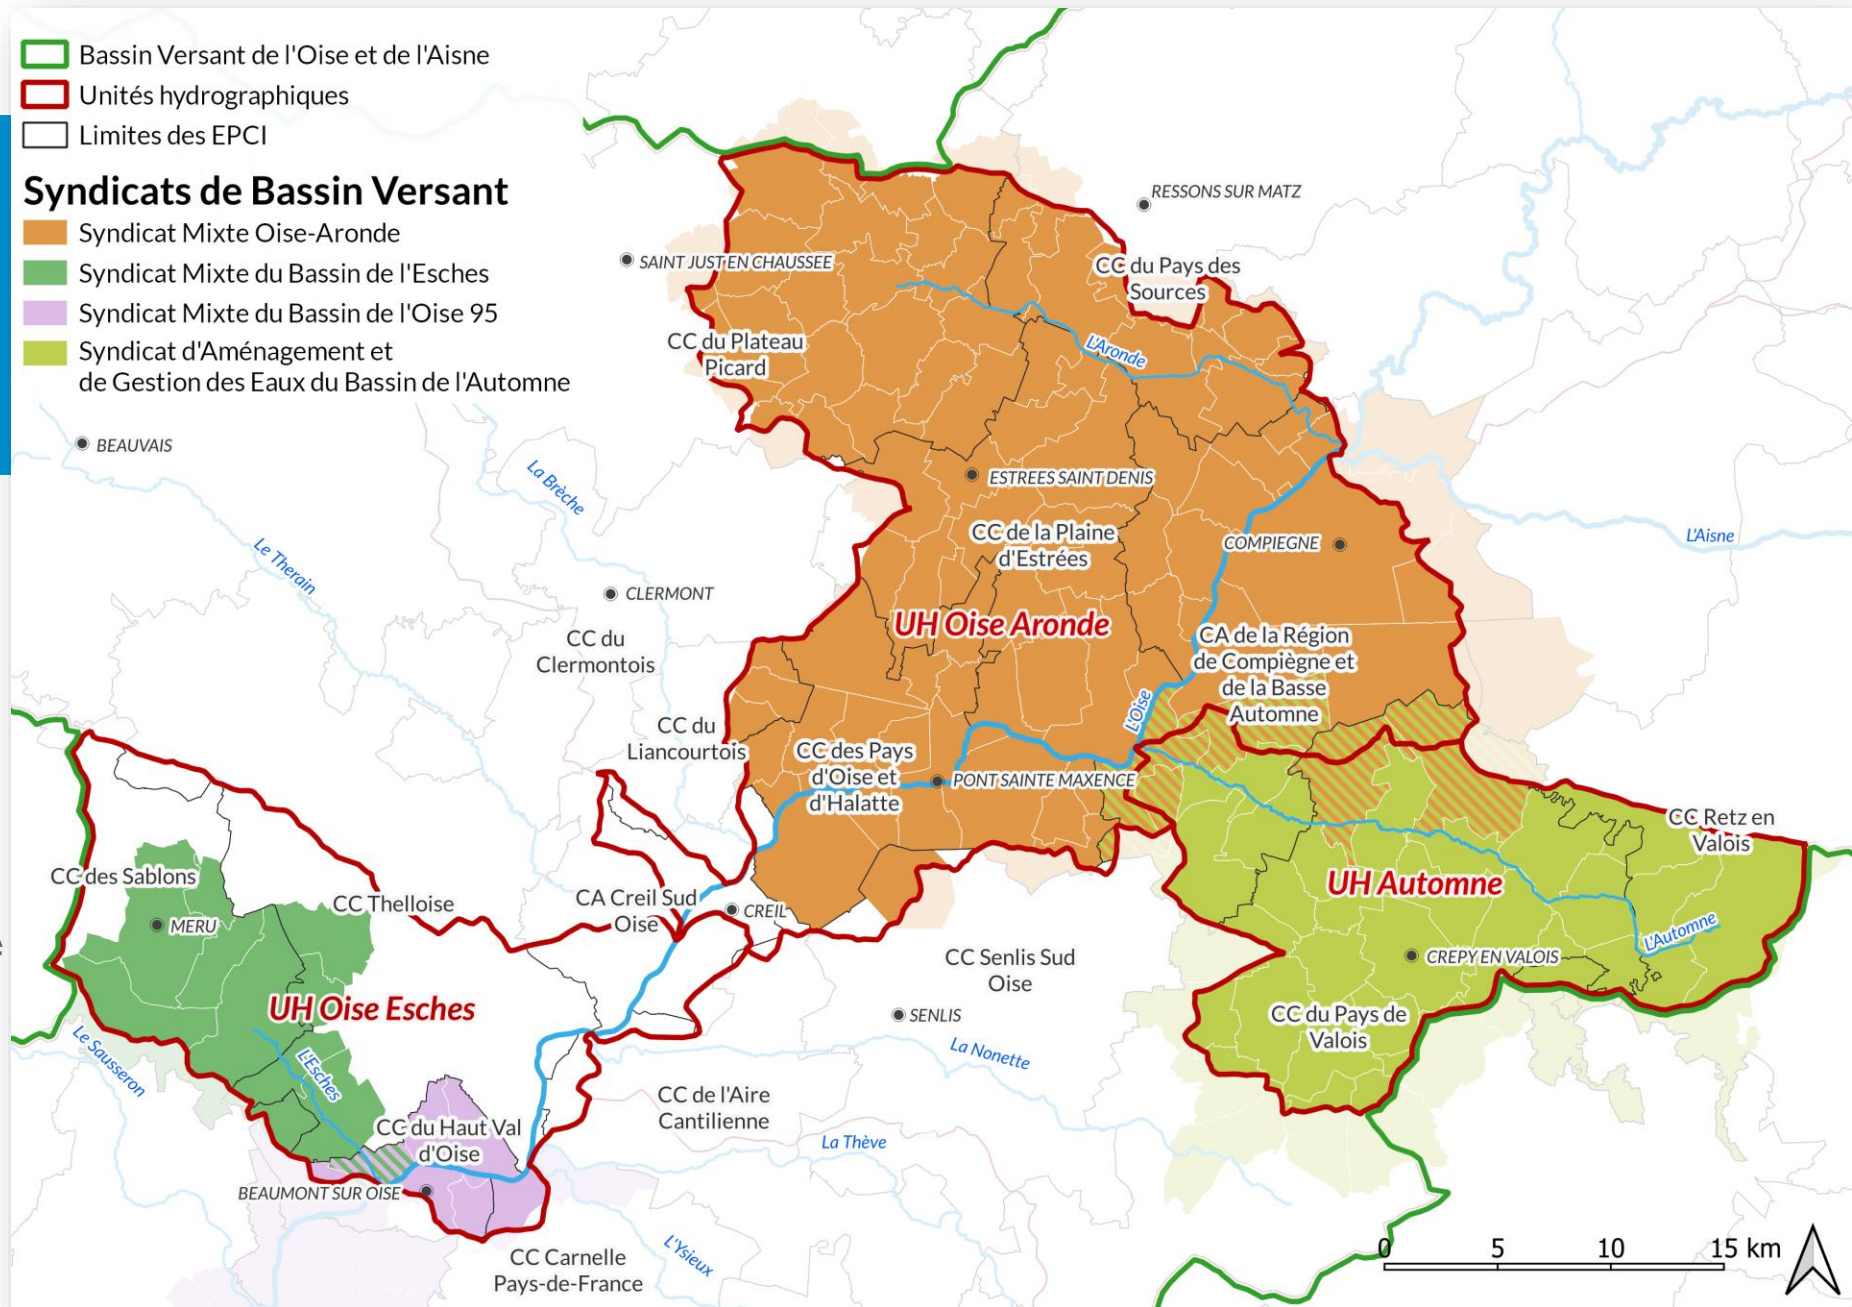 Bassin Versant de l'Oise et de l'Aisne
Unités hydrographiques
Limites des EPCI
Syndicats de Bassin Versant
Syndicat Mixte Oise-Aronde
Syndicat Mixte du Bassin de l'Esches
Syndicat Mixte du Bassin de l'Oise 95
Syndicat d'Aménagement et
de Gestion des Eaux du Bassin de l'Automne
RESSONS SUR MATZ
SAINT JUST EN CHAUSSEE
CC du Pays des
Sources
CC du Plateau
Picard
L'Aronde
BEAUVAIS
La Brèche
ESTREES SAINT DENIS
CC de la Plaine
d'Estrées
COMPIEGNE
L'Aisne
Le Therain
CLERMONT
UH Oise Aronde
CC du
Clermontois
CA de la Région
de Compiègne et
de la Basse
Automne
L'Oise
CC du
Liancourtois
CC des Pays
d'Oise et
d'Halatte
PONT SAINTE MAXENCE
CC Retz en
Valois
CC des Sablons
CC Thelloise
CA Creil Sud
Oise
CREIL
UH Automne
MERU
L'Automne
CREPY EN VALOIS
CC Senlis Sud
Oise
UH Oise Esches
SENLIS
CC du Pays de
Valois
Le Sausseron
L'Esches
La Nonette
CC de l'Aire
Cantilienne
CC du Haut Val
d'Oise
La Thève
BEAUMONT SUR OISE
L'Ysieux
CC Carnelle
Pays-de-France
0 5 10 15 km